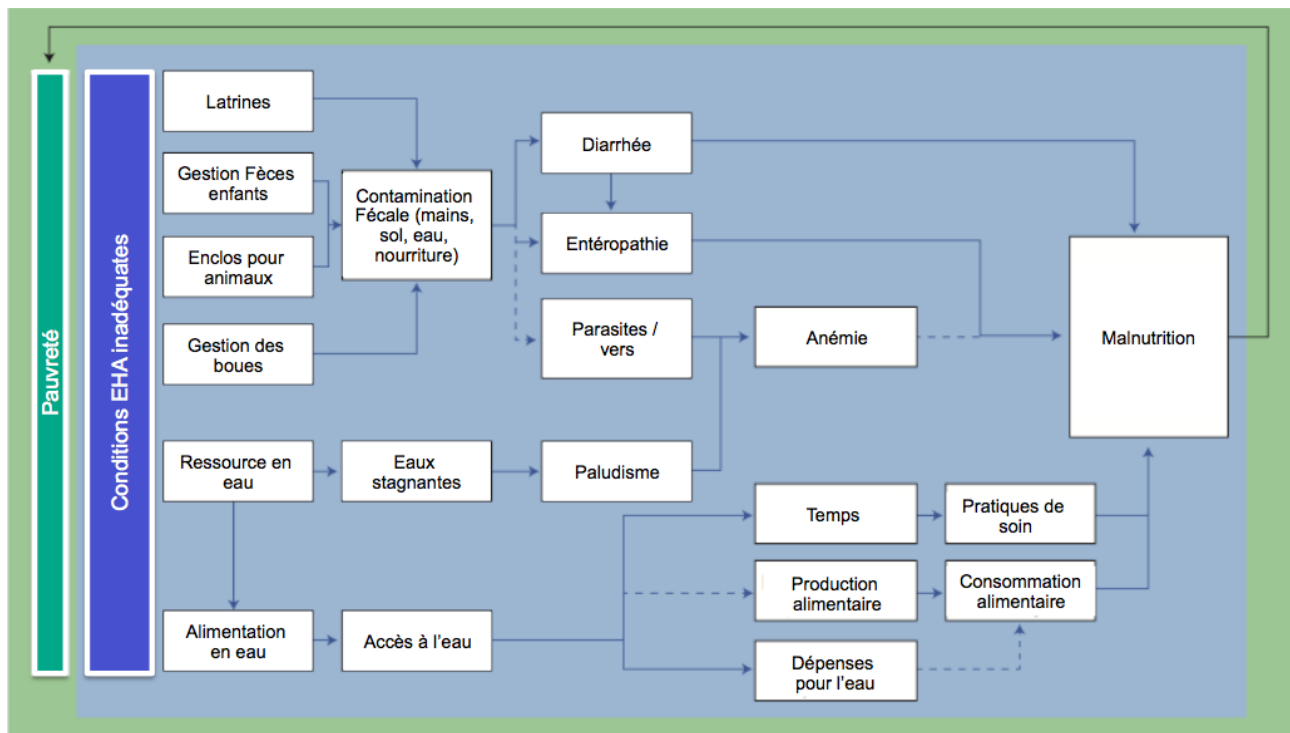 Pauvreté
Conditions EHA inadéquates
Latrines
Gestion Fèces
enfants
Enclos pour
animaux
Gestion des
boues
Ressource en
eau
Alimentation
en eau
Contamination
Fécale (mains,
sol, eau,
nourriture)
Eaux
stagnantes
Accès à l'eau
Diarrhée
Entéropathie
Parasites /
vers
Paludisme
Anémie
Temps
Production
alimentaire
Dépenses
pour l'eau
Pratiques de
soin
Consommation
alimentaire
Malnutrition